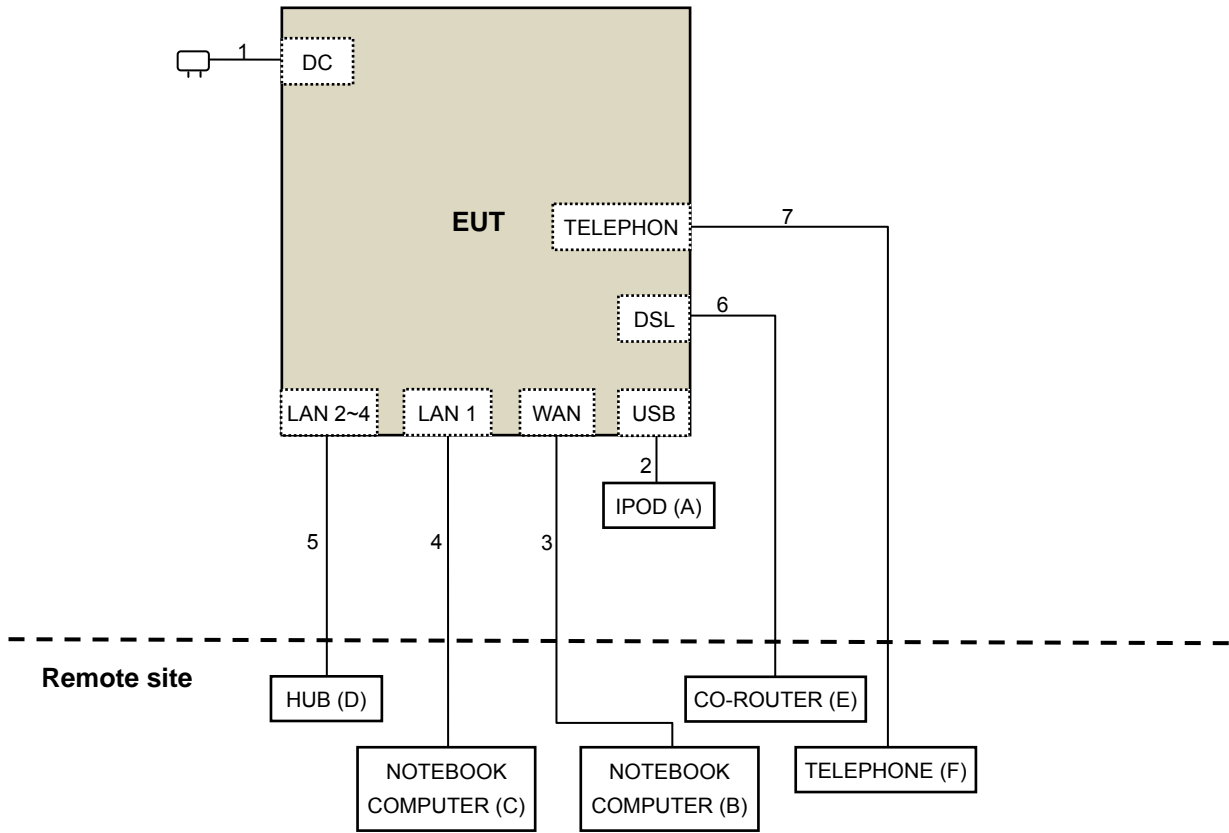 1
DC
EUT
TELEPHON
7
DSL
6
LAN 2~4
LAN 1
WAN
USB
2
IPOD (A)
5
4
3
Remote site
HUB (D)
CO-ROUTER (E)
NOTEBOOK
COMPUTER (C)
NOTEBOOK
COMPUTER (B)
TELEPHONE (F)